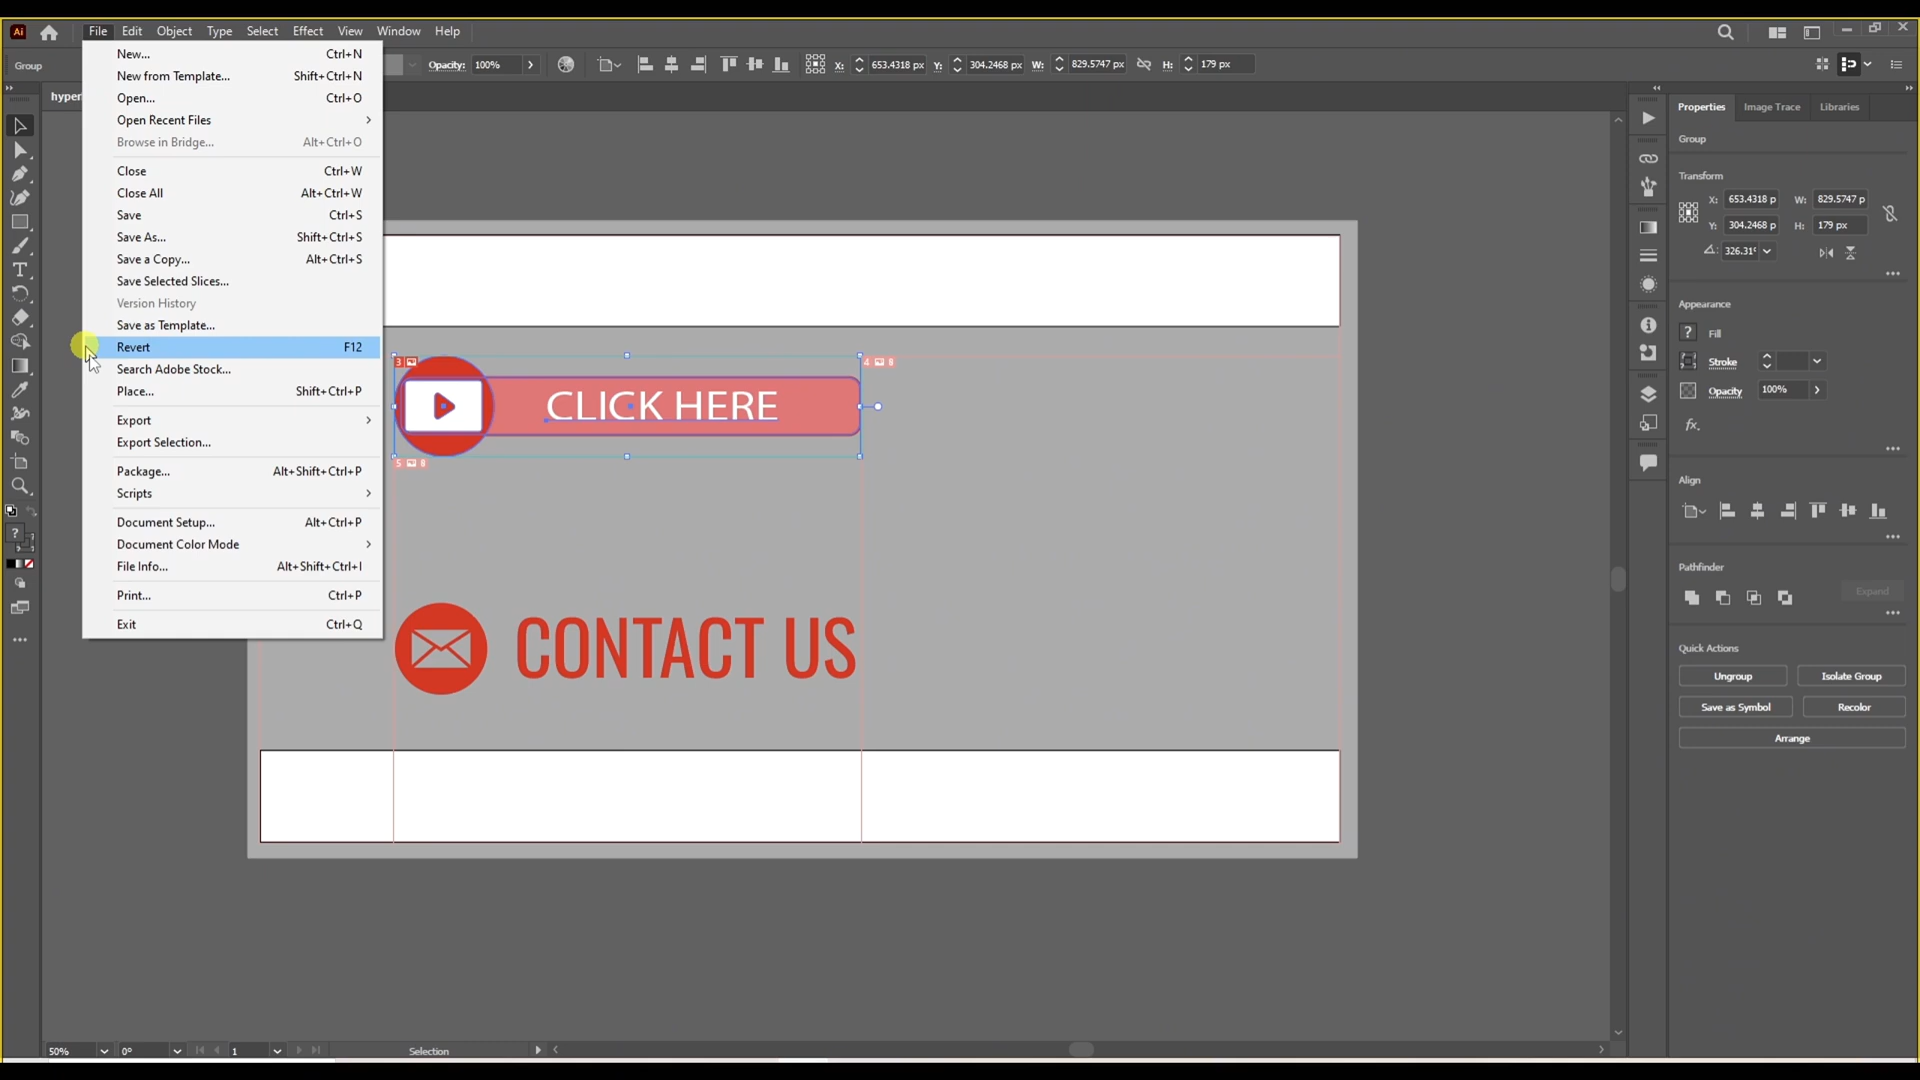 Ai File Edit Object Type Select Effect View Window Help
Group Opacity: 100% X: 653.4318 px Y: 304.2468 px W: 829.5747 px H: 179 px
hyper
New... Ctrl+N
New from Template... Shift+Ctrl+N
Open... Ctrl+O
Open Recent Files
Browse in Bridge... Alt+Ctrl+O
Close Ctrl+W
Close All Alt+Ctrl+W
Save Ctrl+S
Save As... Shift+Ctrl+S
Save a Copy... Alt+Ctrl+S
Save Selected Slices...
Version History
Save as Template...
Revert F12
Search Adobe Stock...
Place... Shift+Ctrl+P
Export
Export Selection...
Package... Alt+Shift+Ctrl+P
Scripts
Document Setup... Alt+Ctrl+P
Document Color Mode
File Info... Alt+Shift+Ctrl+I
Print... Ctrl+P
Exit Ctrl+Q
3
4 8
CLICK HERE
5 8
CONTACT US
Properties Image Trace Libraries
Group
Transform
X: 653.4318 p W: 829.5747 p
Y: 304.2468 p H: 179 px
326.31°
Appearance
? Fill
Stroke
Opacity 100%
fx.
Align
Pathfinder
Expand
Quick Actions
Ungroup Isolate Group
Save as Symbol Recolor
Arrange
50% 0° 1 Selection